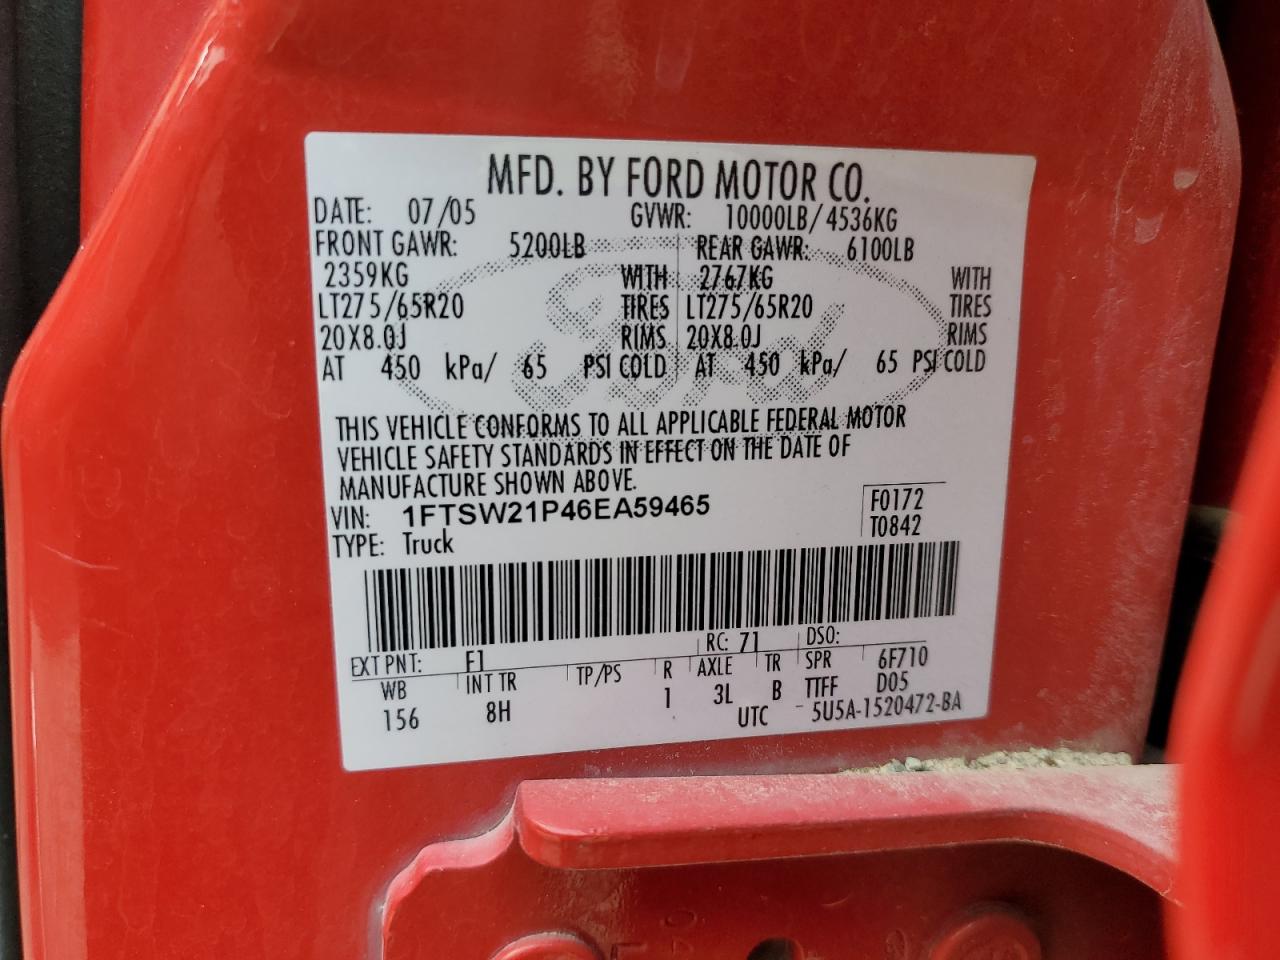 MFD. BY FORD MOTOR CO.
DATE: 07/05 GVWR: 10000LB/4536KG
FRONT GAWR: 5200LB REAR GAWR: 6100LB
2359KG WITH 2767KG WITH
LT275/65R20 TIRES LT275/65R20 TIRES
20X8.0J RIMS 20X8.0J RIMS
AT 450 kPa/ 65 PSI COLD AT 450 kPa/ 65 PSI COLD
THIS VEHICLE CONFORMS TO ALL APPLICABLE FEDERAL MOTOR
VEHICLE SAFETY STANDARDS IN EFFECT ON THE DATE OF
MANUFACTURE SHOWN ABOVE.
VIN: 1FTSW21P46EA59465 F0172
TYPE: Truck T0842
EXT PNT: F1 RC: 71 DSO:
WB INT TR TP/PS R AXLE TR SPR 6F710
156 8H 1 3L B TTFF D05
UTC - 5U5A-1520472-BA